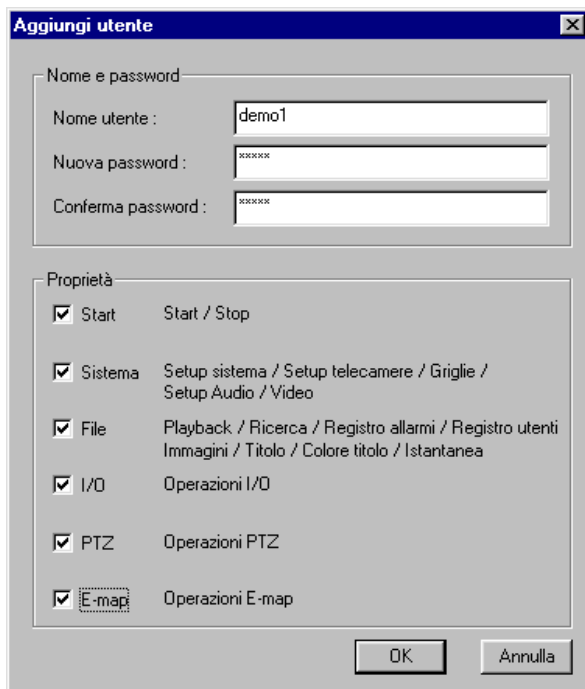 Aggiungi utente
Nome e password
Nome utente : demo1
Nuova password : *****
Conferma password : *****
Proprietà
Start Start / Stop
Sistema Setup sistema / Setup telecamere / Griglie /
Setup Audio / Video
File Playback / Ricerca / Registro allarmi / Registro utenti
Immagini / Titolo / Colore titolo / Istantanea
I/O Operazioni I/O
PTZ Operazioni PTZ
E-map Operazioni E-map
OK Annulla